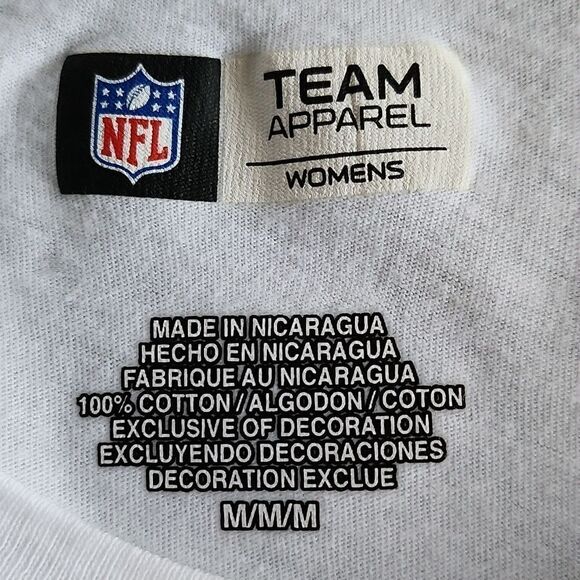 NFL
TEAM
APPAREL
WOMENS
MADE IN NICARAGUA
HECHO EN NICARAGUA
FABRIQUE AU NICARAGUA
100% COTTON / ALGODON / COTON
EXCLUSIVE OF DECORATION
EXCLUYENDO DECORACIONES
DECORATION EXCLUE
M/M/M